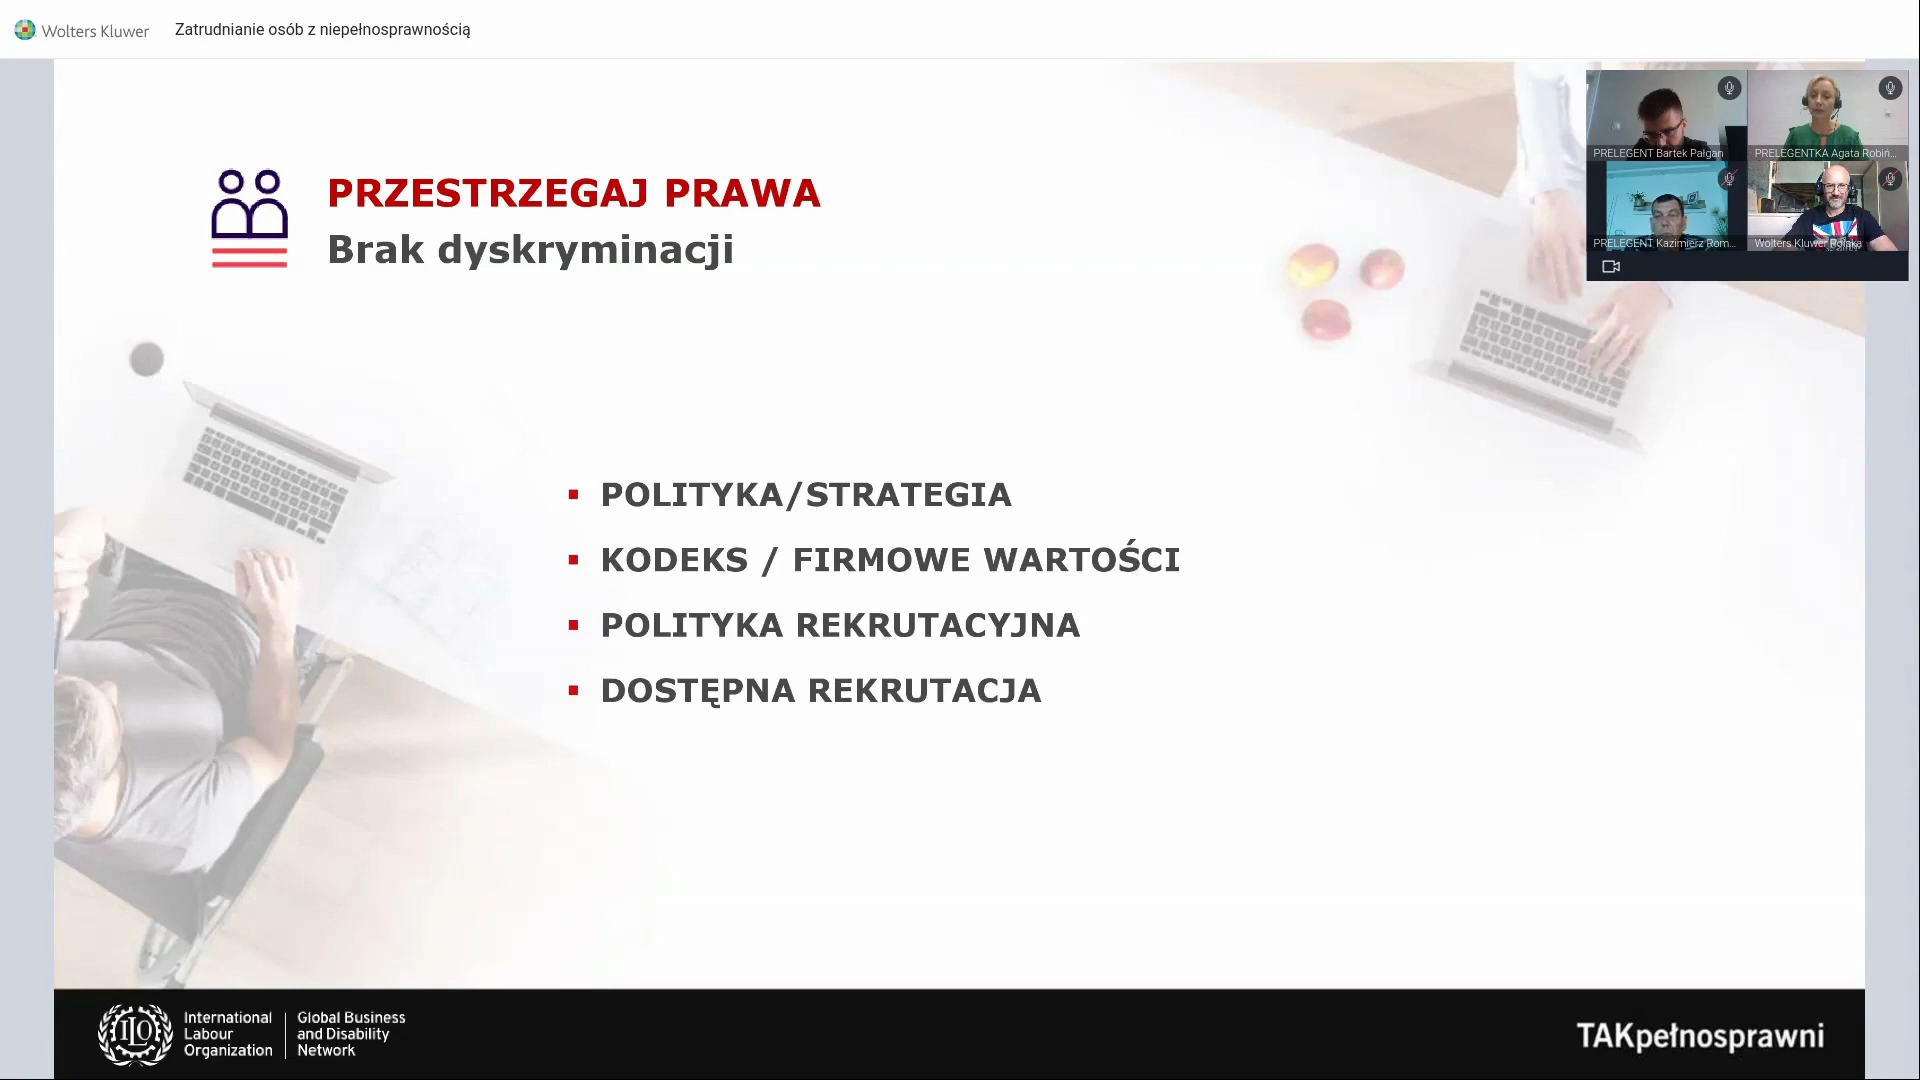 Wolters Kluwer
Zatrudnianie osób z niepełnosprawnością
PRELEGENT Bartek Pałgan
PRELEGENTKA Agata Robiń...
PRELEGENT Kazimierz Rom...
Wolters Kluwer Polska
PRZESTRZEGAJ PRAWA
Brak dyskryminacji
▪ POLITYKA/STRATEGIA
▪ KODEKS / FIRMOWE WARTOŚCI
▪ POLITYKA REKRUTACYJNA
▪ DOSTĘPNA REKRUTACJA
ILO
International
Labour
Organization
Global Business
and Disability
Network
TAKpełnosprawni